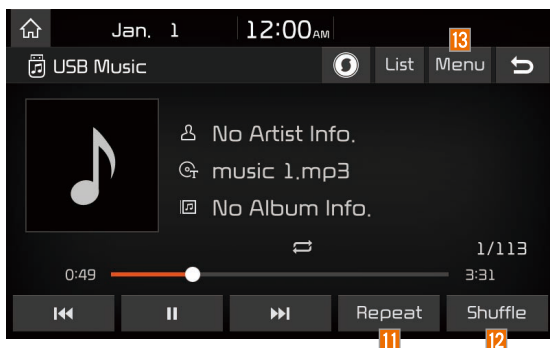 Jan. 1 12:00AM
13
USB Music List Menu
No Artist Info.
music 1.mp3
No Album Info.
1/113
0:49 3:31
Repeat Shuffle
11 12